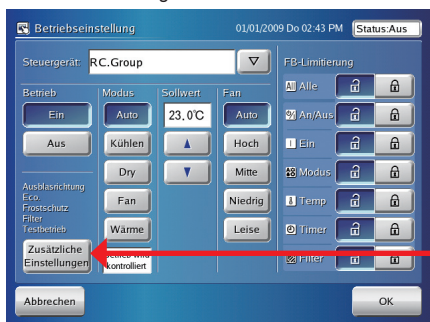 Betriebseinstellung
01/01/2009 Do 02:43 PM
Status:Aus
Steuergerät:
RC.Group
FB-Limitierung
Betrieb
Ein
Aus
Modus
Auto
Kühlen
Dry
Fan
Wärme
Sollwert
23,0℃
Fan
Auto
Hoch
Mitte
Niedrig
Leise
All Alle
An/Aus
Ein
Modus
Temp
Timer
Filter
Ausblasrichtung
Eco.
Frostschutz
Filter
Testbetrieb
Zusätzliche
Einstellungen
wird
kontrolliert
Abbrechen
OK